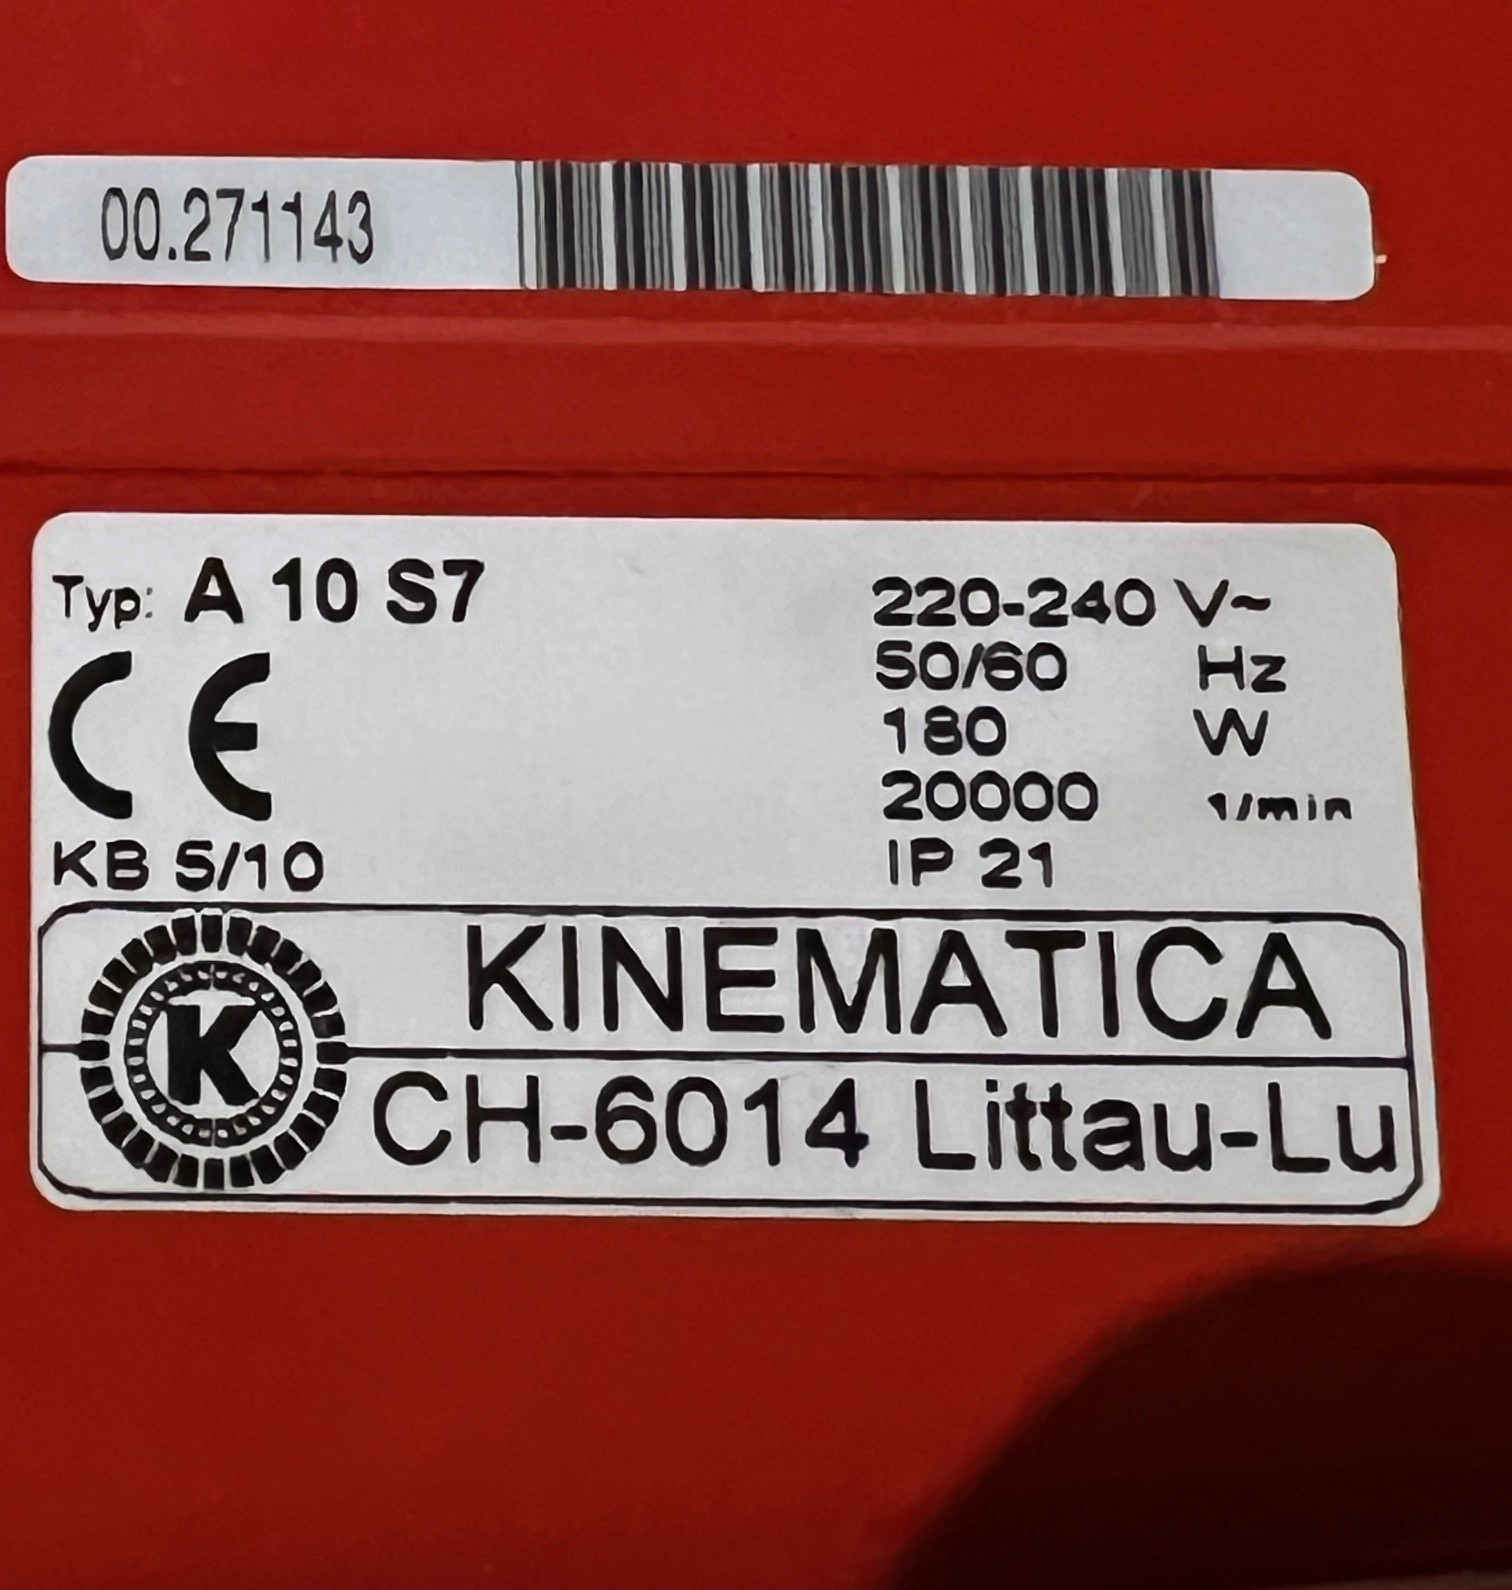 00.271143
Typ: A 10 S7
220-240 V~
50/60 Hz
CE
180 W
20000 1/min
KB 5/10
IP 21
K
KINEMATICA
CH-6014 Littau-Lu